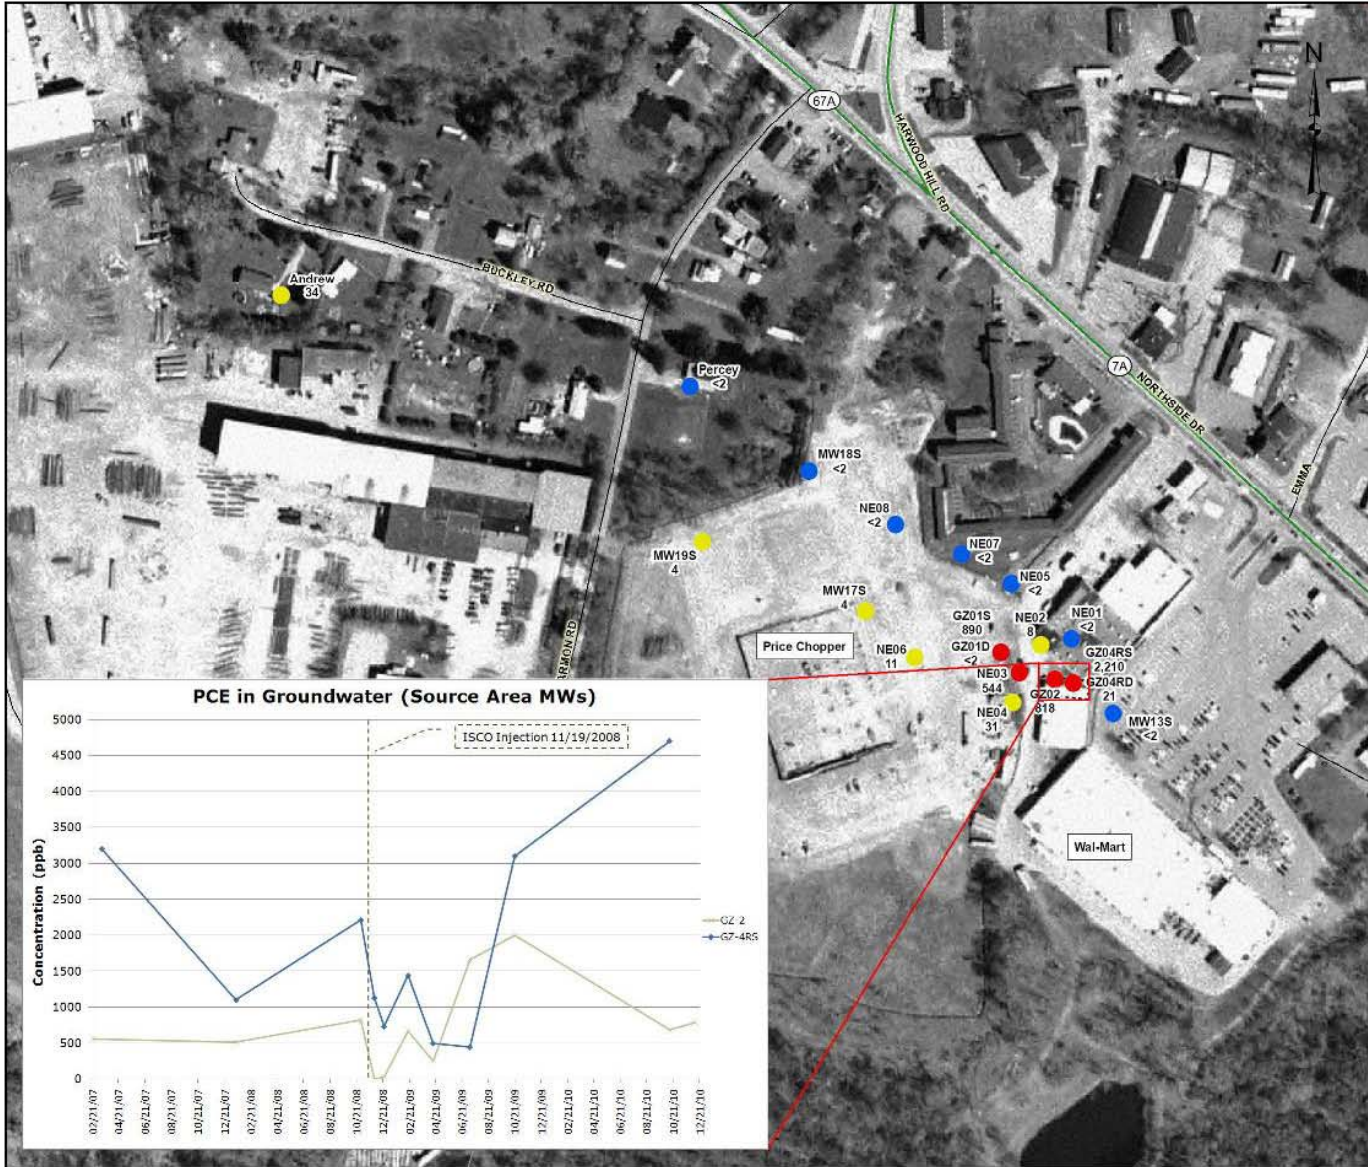 N
67A
HARWOOD HILL RD
Andrew
34
BUCKLEY RD
Percey
<2
7A
NORTHSIDE DR
MW18S
<2
EMMA
NE08
<2
MW19S
4
NE07
<2
NE05
<2
MW17S
4
GZ01S
890
NE02
8
NE01
<2
Price Chopper
NE06
11
GZ01D
<2
GZ04RS
2,210
NE03
544
GZ04RD
21
GZ02
818
NE04
31
MW13S
<2
HARMON RD
Wal-Mart
PCE in Groundwater (Source Area MWs)
ISCO Injection 11/19/2008
Concentration (ppb)
5000
4500
4000
3500
3000
2500
2000
1500
1000
500
0
GZ-2
GZ-4RS
02/21/07
04/21/07
06/21/07
08/21/07
10/21/07
12/21/07
02/21/08
04/21/08
06/21/08
08/21/08
10/21/08
12/21/08
02/21/09
04/21/09
06/21/09
08/21/09
10/21/09
12/21/09
02/21/10
04/21/10
06/21/10
08/21/10
10/21/10
12/21/10